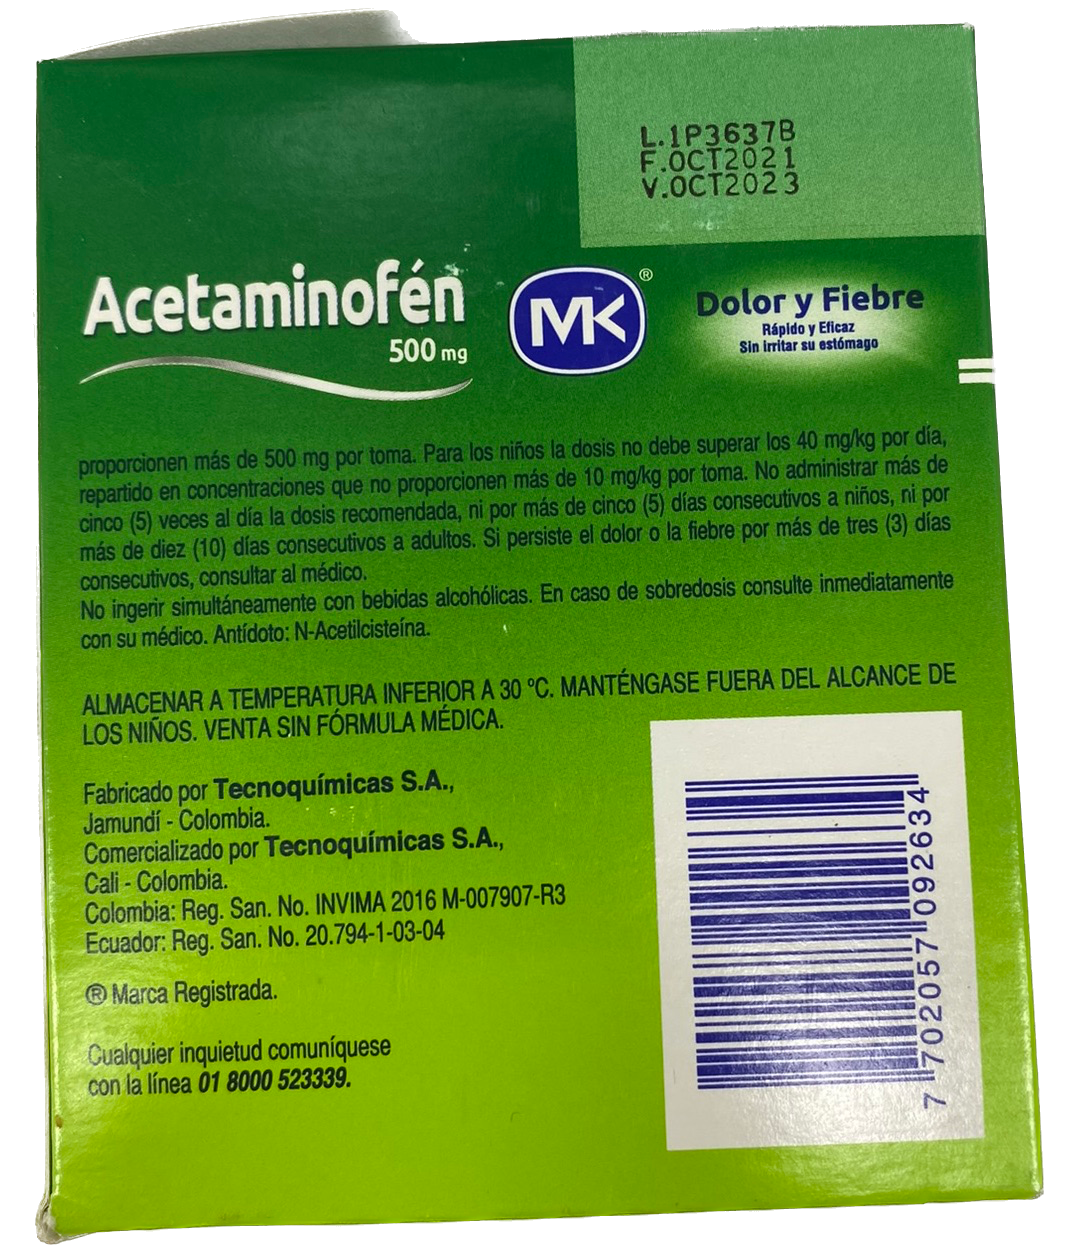 L.1P3637B
F.OCT2021
V.OCT2023
Acetaminofén
500 mg
MK®
Dolor y Fiebre
Rápido y Eficaz
Sin irritar su estómago
proporcionen más de 500 mg por toma. Para los niños la dosis no debe superar los 40 mg/kg por día,
repartido en concentraciones que no proporcionen más de 10 mg/kg por toma. No administrar más de
cinco (5) veces al día la dosis recomendada, ni por más de cinco (5) días consecutivos a niños, ni por
más de diez (10) días consecutivos a adultos. Si persiste el dolor o la fiebre por más de tres (3) días
consecutivos, consultar al médico.
No ingerir simultáneamente con bebidas alcohólicas. En caso de sobredosis consulte inmediatamente
con su médico. Antídoto: N-Acetilcisteína.
ALMACENAR A TEMPERATURA INFERIOR A 30 ºC. MANTÉNGASE FUERA DEL ALCANCE DE
LOS NIÑOS. VENTA SIN FÓRMULA MÉDICA.
Fabricado por Tecnoquímicas S.A.,
Jamundí - Colombia.
Comercializado por Tecnoquímicas S.A.,
Cali - Colombia.
Colombia: Reg. San. No. INVIMA 2016 M-007907-R3
Ecuador: Reg. San. No. 20.794-1-03-04
® Marca Registrada.
Cualquier inquietud comuníquese
con la línea 01 8000 523339.
7 702057 092634